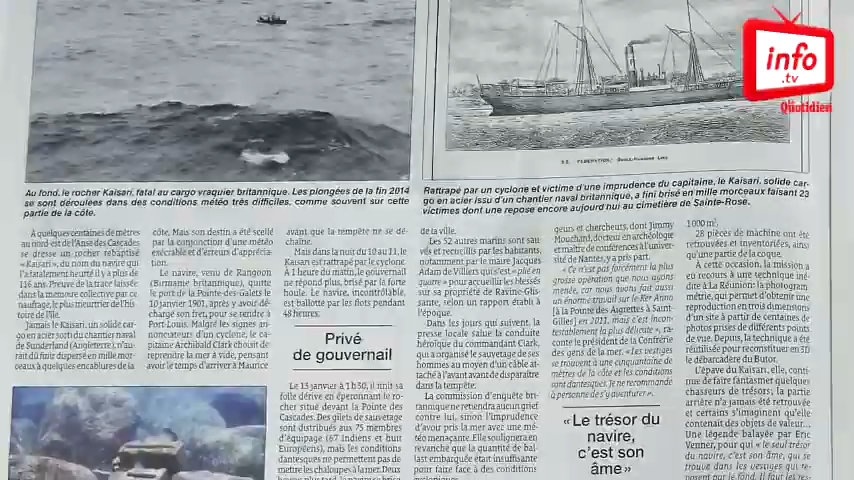 info
.tv
Le Quotidien
S.S. FEDERATION,
Au fond, le rocher Kaïsari, fatal au cargo vraquier britannique. Les plongées de la fin 2014
se sont déroulées dans des conditions météo très difficiles, comme souvent sur cette
partie de la côte.
Rattrapé par un cyclone et victime d'une imprudence du capitaine, le Kaisari, solide car-
go en acier issu d'un chantier naval britannique, a fini brisé en mille morceaux faisant 23
victimes dont une repose encore aujourd'hui au cimetière de Sainte-Rose.
A quelques centaines de mètres
au nord-est de l'Anse des Cascades
se dresse un rocher rebaptisé
«Kaisari», du nom du navire qui
l'a fatalement heurté il y a plus de
116 ans. Preuve de la trace laissée
dans la mémoire collective par ce
naufrage, le plus meurtrier de l'his-
toire de l'île.
Jamais le Kaisari, un solide car-
go en acier sorti du chantier naval
de Sunderland (Angleterre), n'au-
rait dû finir dispersé en mille mor-
ceaux à quelques encablures de la
côte. Mais son destin a été scellé
par la conjonction d'une météo
exécrable et d'erreurs d'apprécia-
tion.
Le navire, venu de Rangoon
(Birmanie britannique), quitte
le port de la Pointe des Galets le
10 janvier 1901, après y avoir dé-
chargé son fret, pour se rendre à
Port-Louis. Malgré les signes an-
nonciateurs d'un cyclone, le ca-
pitaine Archibald Clark choisit de
reprendre la mer à vide, pensant
avoir le temps d'arriver à Maurice
avant que la tempête ne se dé-
chaîne.
Mais dans la nuit du 10 au 11, le
Kaisari est rattrapé par le cyclone.
À 1 heure du matin, le gouvernail
ne répond plus, brisé par la forte
houle. Le navire, incontrôlable,
est ballotté par les flots pendant
48 heures.
Privé
de gouvernail
Le 13 janvier à 1 h 30, il finit sa
folle dérive en éperonnant le ro-
cher situé devant la Pointe des
Cascades. Des gilets de sauvetage
sont distribués aux 75 membres
d'équipage (67 Indiens et huit
Européens), mais les conditions
dantesques ne permettent pas de
mettre les chaloupes à la mer. Deux
de la ville.
Les 52 autres marins sont sau-
vés et recueillis par les habitants,
notamment par le maire Jacques
Adam de Villiers qui s'est «plié en
quatre» pour accueillir les blessés
sur sa propriété de Ravine-Glis-
sante, selon un rapport établi à
l'époque.
Dans les jours qui suivent, la
presse locale salue la conduite
héroïque du commandant Clark,
qui a organisé le sauvetage de ses
hommes au moyen d'un câble at-
taché à l'avant avant de disparaître
dans la tempête.
La commission d'enquête bri-
tannique ne retiendra aucun grief
contre lui, sinon l'imprudence
d'avoir pris la mer avec une mé-
téo menaçante. Elle soulignera en
revanche que la quantité de bal-
last embarquée était insuffisante
pour faire face à des conditions
geurs et chercheurs, dont Jimmy
Mouchard, docteur en archéologie
et maître de conférences à l'univer-
sité de Nantes, y a pris part.
«Ce n'est pas forcément la plus
grosse opération que nous ayons
menée, car nous avons fait aussi
un énorme travail sur le Ker Anna
[à la Pointe des Aigrettes à Saint-
Gilles] en 2011, mais c'est incon-
testablement la plus délicate», ra-
conte le président de la Confrérie
des gens de la mer. «Les vestiges
se trouvent à une cinquantaine de
mètres de la côte et les conditions
sont dantesques. Je ne recommande
à personne de s'y aventurer».
«Le trésor du
navire,
c'est son
âme»
1000 m².
28 pièces de machine ont été
retrouvées et inventoriées, ainsi
qu'une partie de la coque.
À cette occasion, la mission a
eu recours à une technique iné-
dite à La Réunion: la photogram-
métrie, qui permet d'obtenir une
reproduction en trois dimensions
d'un site à partir de centaines de
photos prises de différents points
de vue. Depuis, la technique a été
réutilisée pour reconstituer en 3D
le débarcadère du Butor.
L'épave du Kaisari, elle, conti-
nue de faire fantasmer quelques
chasseurs de trésors, la partie
arrière n'a jamais été retrouvée
et certains s'imaginent qu'elle
contenait des objets de valeur...
Une légende balayée par Eric
Venner, pour qui «le seul trésor
du navire, c'est son âme, qui se
trouve dans les vestiges qui re-